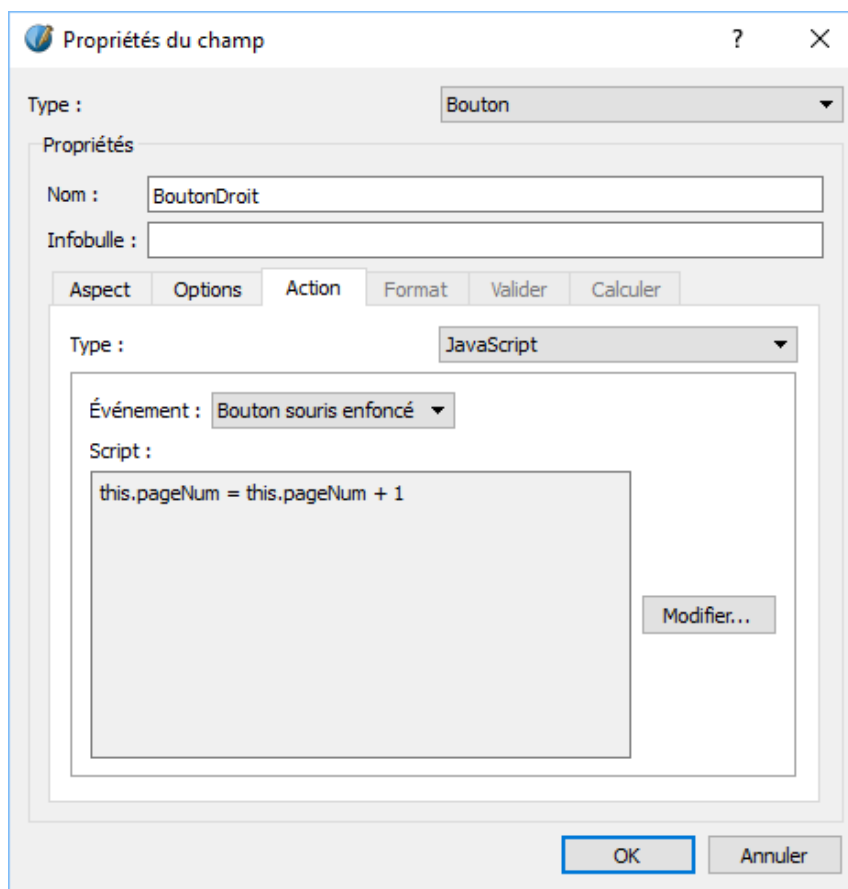 Propriétés du champ ?
Type : Bouton
Propriétés
Nom : BoutonDroit
Infobulle :
Aspect Options Action Format Valider Calculer
Type : JavaScript
Événement : Bouton souris enfoncé
Script :
this.pageNum = this.pageNum + 1
Modifier...
OK Annuler